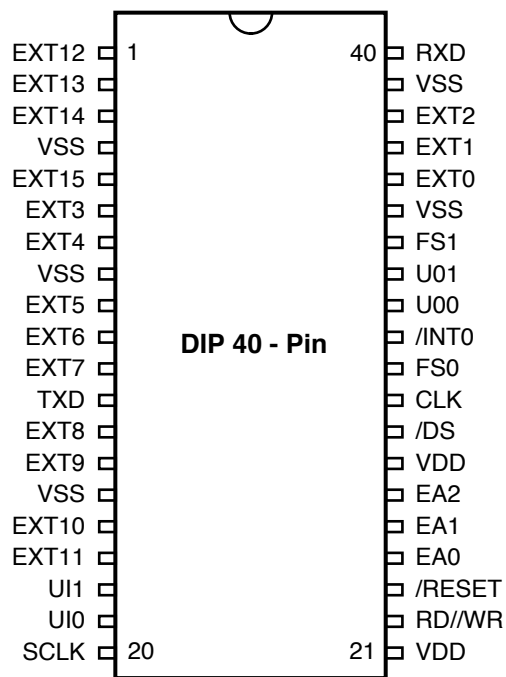 EXT12 1 40 RXD
EXT13 VSS
EXT14 EXT2
VSS EXT1
EXT15 EXT0
EXT3 VSS
EXT4 FS1
VSS U01
EXT5 U00
EXT6 DIP 40 - Pin /INT0
EXT7 FS0
TXD CLK
EXT8 /DS
EXT9 VDD
VSS EA2
EXT10 EA1
EXT11 EA0
UI1 /RESET
UI0 RD//WR
SCLK 20 21 VDD